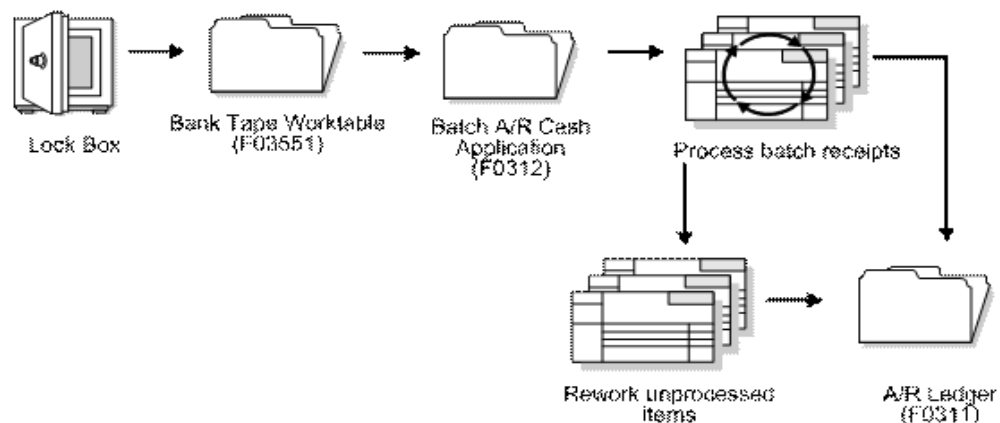 Lock Box
Bank Tape Worktable
(F03551)
Batch A/R Cash
Application
(F0312)
Process batch receipts
Rework unprocessed
items
A/R Ledger
(F0311)